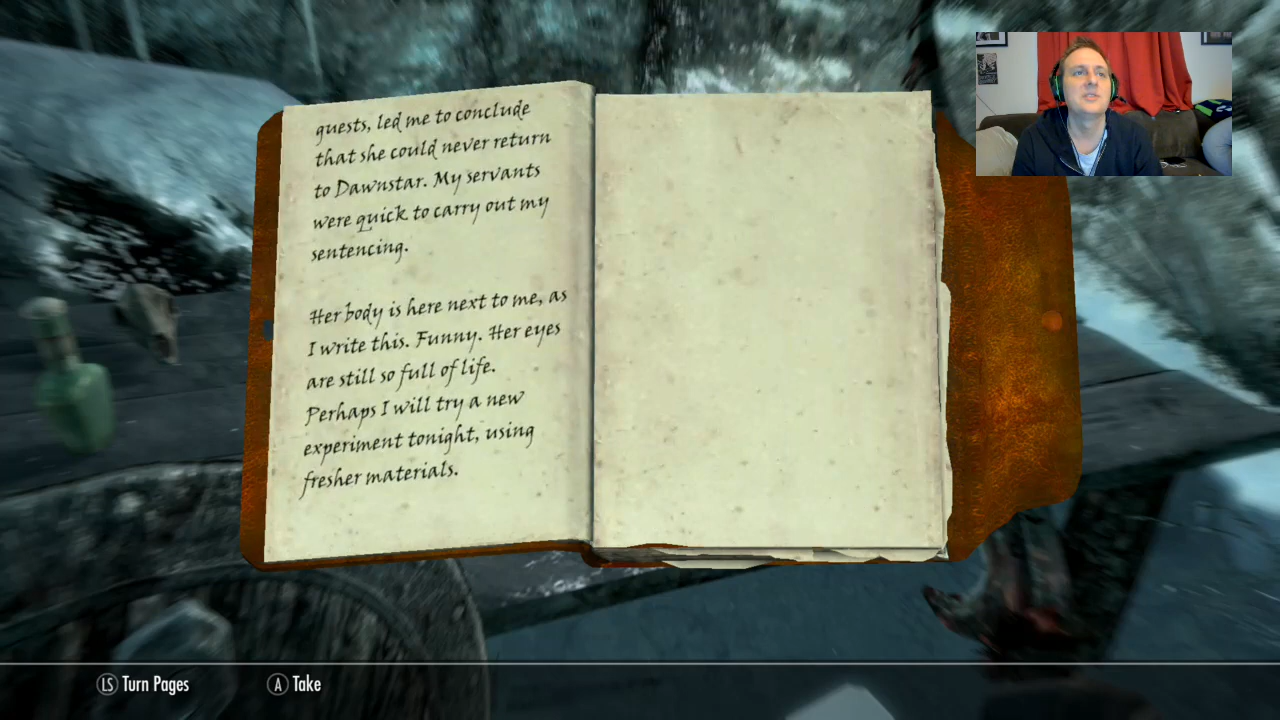 guests, led me to conclude
that she could never return
to Dawnstar. My servants
were quick to carry out my
sentencing.
Her body is here next to me, as
I write this. Funny. Her eyes
are still so full of life.
Perhaps I will try a new
experiment tonight, using
fresher materials.
LS Turn Pages
A Take